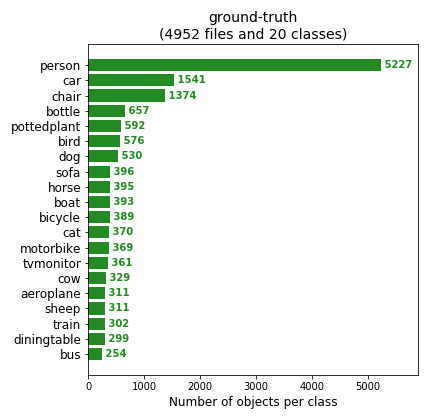 ground-truth
(4952 files and 20 classes)
person 5227
car 1541
chair 1374
bottle 657
pottedplant 592
bird 576
dog 530
sofa 396
horse 395
boat 393
bicycle 389
cat 370
motorbike 369
tvmonitor 361
cow 329
aeroplane 311
sheep 311
train 302
diningtable 299
bus 254
0 1000 2000 3000 4000 5000
Number of objects per class